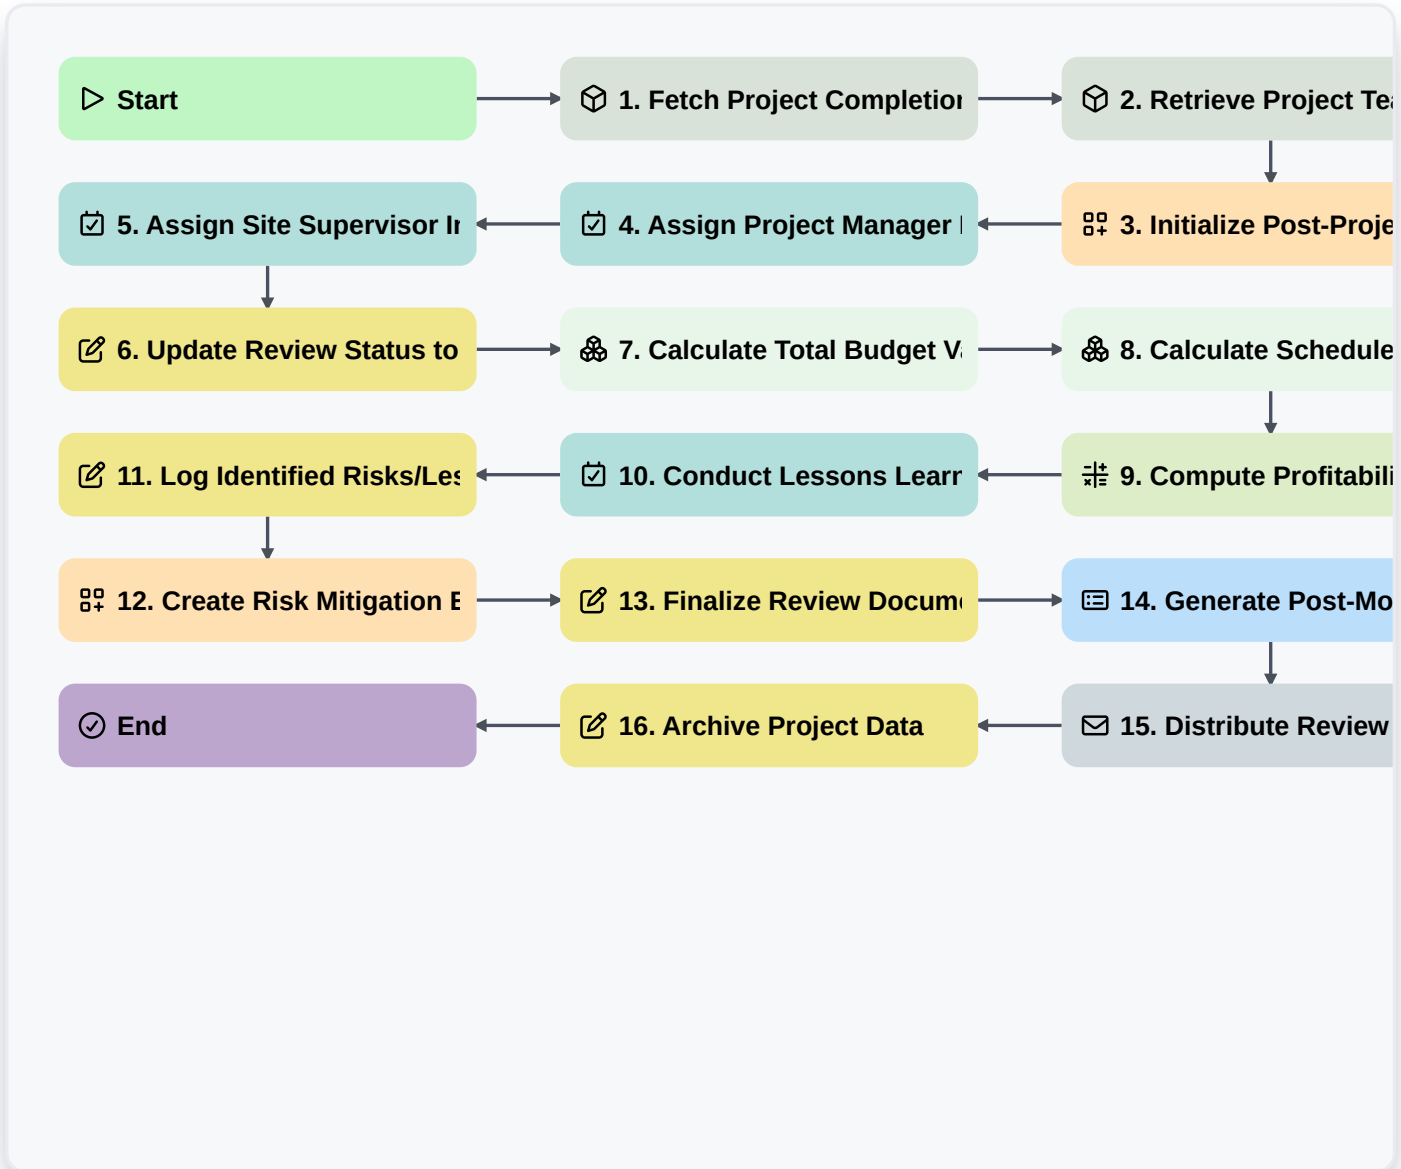 Start
1. Fetch Project Completion
2. Retrieve Project Tea
5. Assign Site Supervisor
4. Assign Project Manager
3. Initialize Post-Proje
6. Update Review Status to
7. Calculate Total Budget
8. Calculate Schedule
11. Log Identified Risks/Les
10. Conduct Lessons Learn
9. Compute Profitabili
12. Create Risk Mitigation
13. Finalize Review Docume
14. Generate Post-Mo
End
16. Archive Project Data
15. Distribute Review